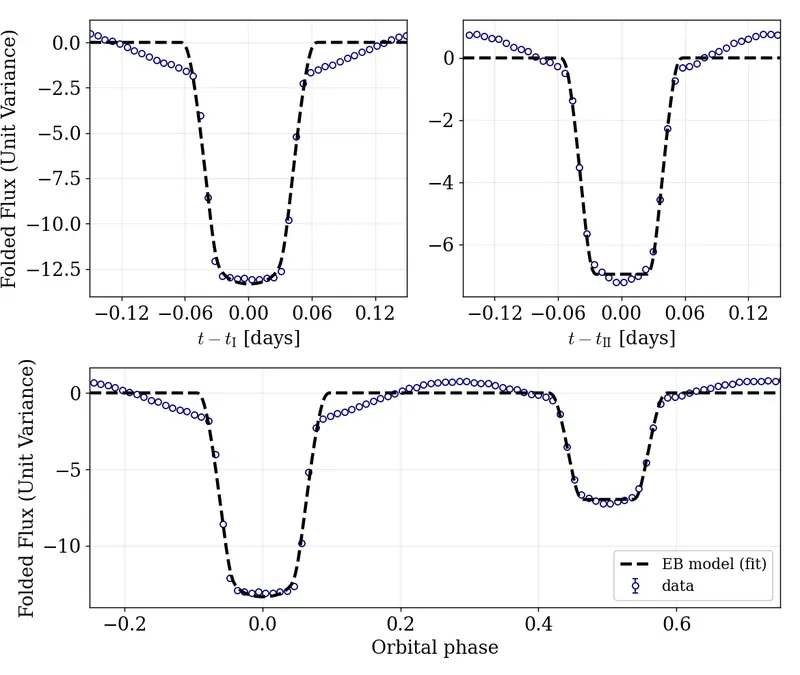 Folded Flux (Unit Variance)
0.0
−2.5
−5.0
−7.5
−10.0
−12.5
−0.12 −0.06 0.00 0.06 0.12
t − tI [days]
0
−2
−4
−6
−0.12 −0.06 0.00 0.06 0.12
t − tII [days]
Folded Flux (Unit Variance)
0
−5
−10
−0.2 0.0 0.2 0.4 0.6
Orbital phase
EB model (fit)
data